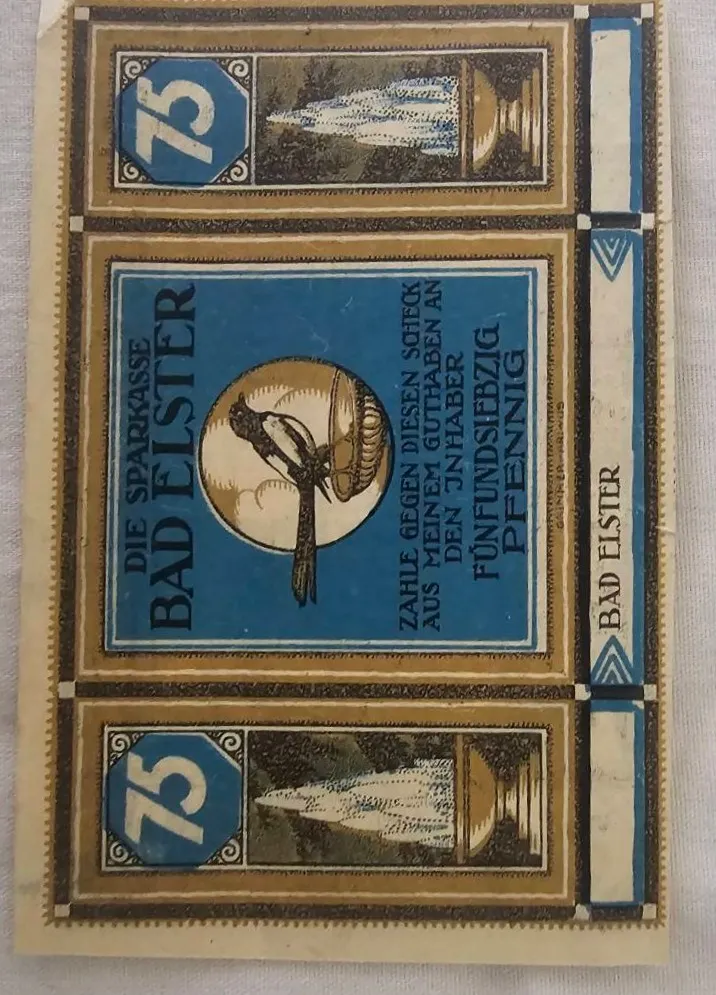 75
DIE SPARKASSE
BAD ELSTER
ZAHLE GEGEN DIESEN SCHECK
AUS MEINEM GUTHABEN AN
DEN INHABER
FÜNFUNDSIEBZIG
PFENNIG
75
BAD ELSTER